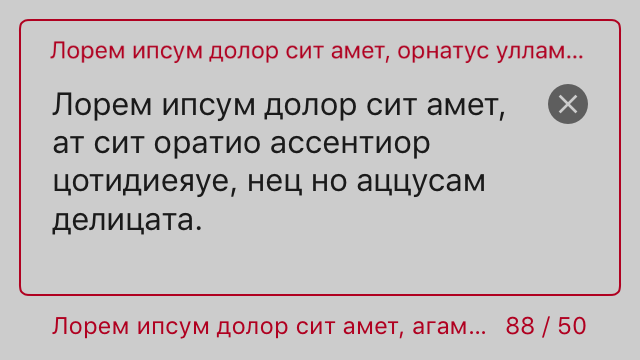 Лорем ипсум долор сит амет, орнатус уллам...
Лорем ипсум долор сит амет,
ат сит оратио ассентиор
цотидиеяуе, нец но аццусам
делицата.
Лорем ипсум долор сит амет, агам... 88 / 50